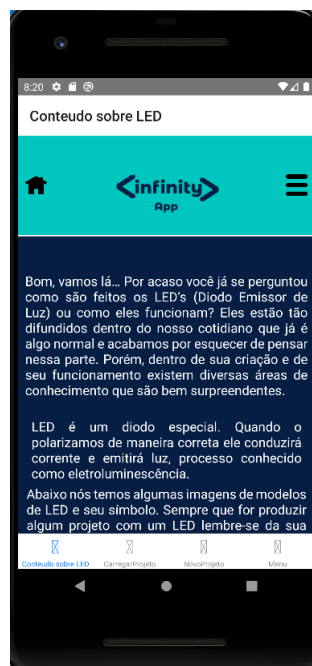 8:20
Conteudo sobre LED
<infinity>
App
Bom, vamos lá... Por acaso você já se perguntou
como são feitos os LED's (Diodo Emissor de
Luz) ou como eles funcionam? Eles estão tão
difundidos dentro do nosso cotidiano que já é
algo normal e acabamos por esquecer de pensar
nessa parte. Porém, dentro de sua criação e de
seu funcionamento existem diversas áreas de
conhecimento que são bem surpreendentes.
LED é um diodo especial. Quando o
polarizamos de maneira correta ele conduzirá
corrente e emitirá luz, processo conhecido
como eletroluminescência.
Abaixo nós temos algumas imagens de modelos
de LED e seu símbolo. Sempre que for produzir
algum projeto com um LED lembre-se da sua
Conteudo sobre LED CarregarProjeto NovoProjeto Menu